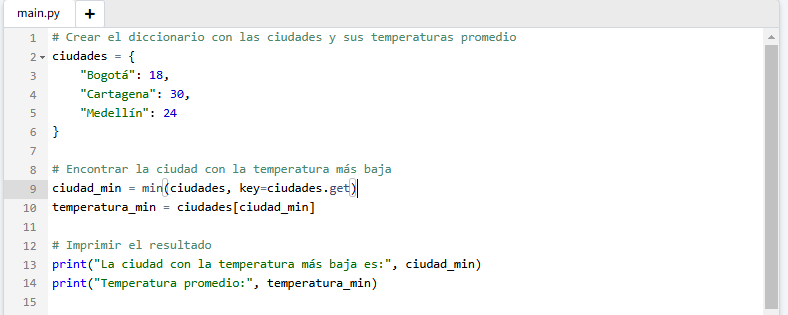 main.py +
1 # Crear el diccionario con las ciudades y sus temperaturas promedio
2 ciudades = {
3     "Bogotá": 18,
4     "Cartagena": 30,
5     "Medellín": 24
6 }
7
8 # Encontrar la ciudad con la temperatura más baja
9 ciudad_min = min(ciudades, key=ciudades.get)
10 temperatura_min = ciudades[ciudad_min]
11
12 # Imprimir el resultado
13 print("La ciudad con la temperatura más baja es:", ciudad_min)
14 print("Temperatura promedio:", temperatura_min)
15